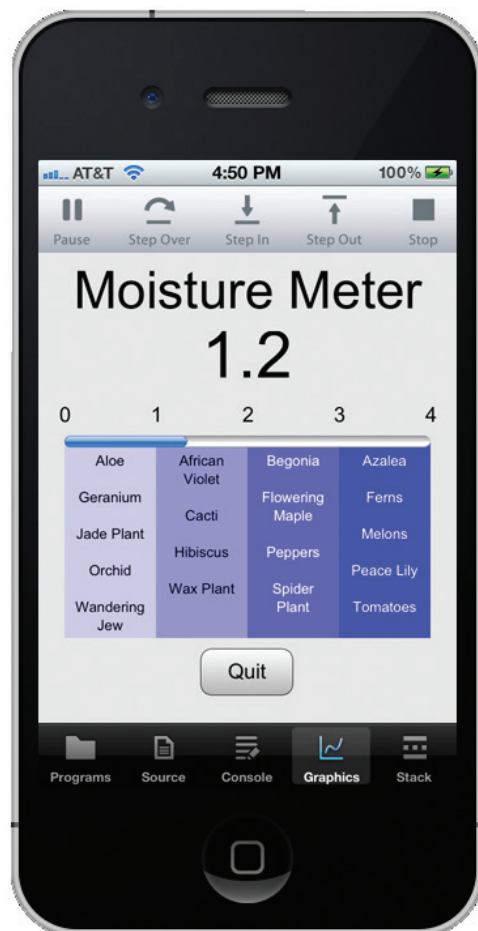 AT&T 4:50 PM 100%
Pause Step Over Step In Step Out Stop
Moisture Meter
1.2
0 1 2 3 4
Aloe
Geranium
Jade Plant
Orchid
Wandering
Jew
African
Violet
Cacti
Hibiscus
Wax Plant
Begonia
Flowering
Maple
Peppers
Spider
Plant
Azalea
Ferns
Melons
Peace Lily
Tomatoes
Quit
Programs Source Console Graphics Stack